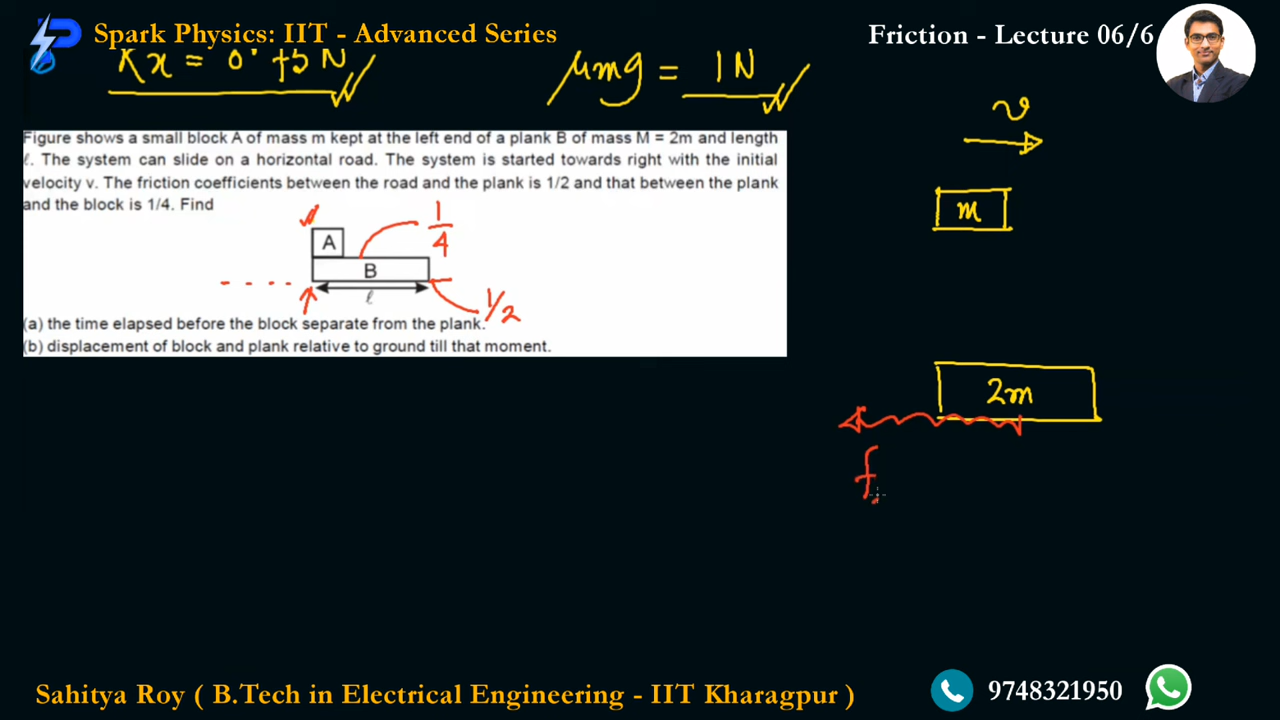 Spark Physics: IIT - Advanced Series
Friction - Lecture 06/6
μmg = 1N
v
Figure shows a small block A of mass m kept at the left end of a plank B of mass M = 2m and length
ℓ. The system can slide on a horizontal road. The system is started towards right with the initial
velocity v. The friction coefficients between the road and the plank is 1/2 and that between the plank
and the block is 1/4. Find
m
A
1/4
B
ℓ
1/2
(a) the time elapsed before the block separate from the plank.
(b) displacement of block and plank relative to ground till that moment.
2m
f
Sahitya Roy ( B.Tech in Electrical Engineering - IIT Kharagpur )
9748321950